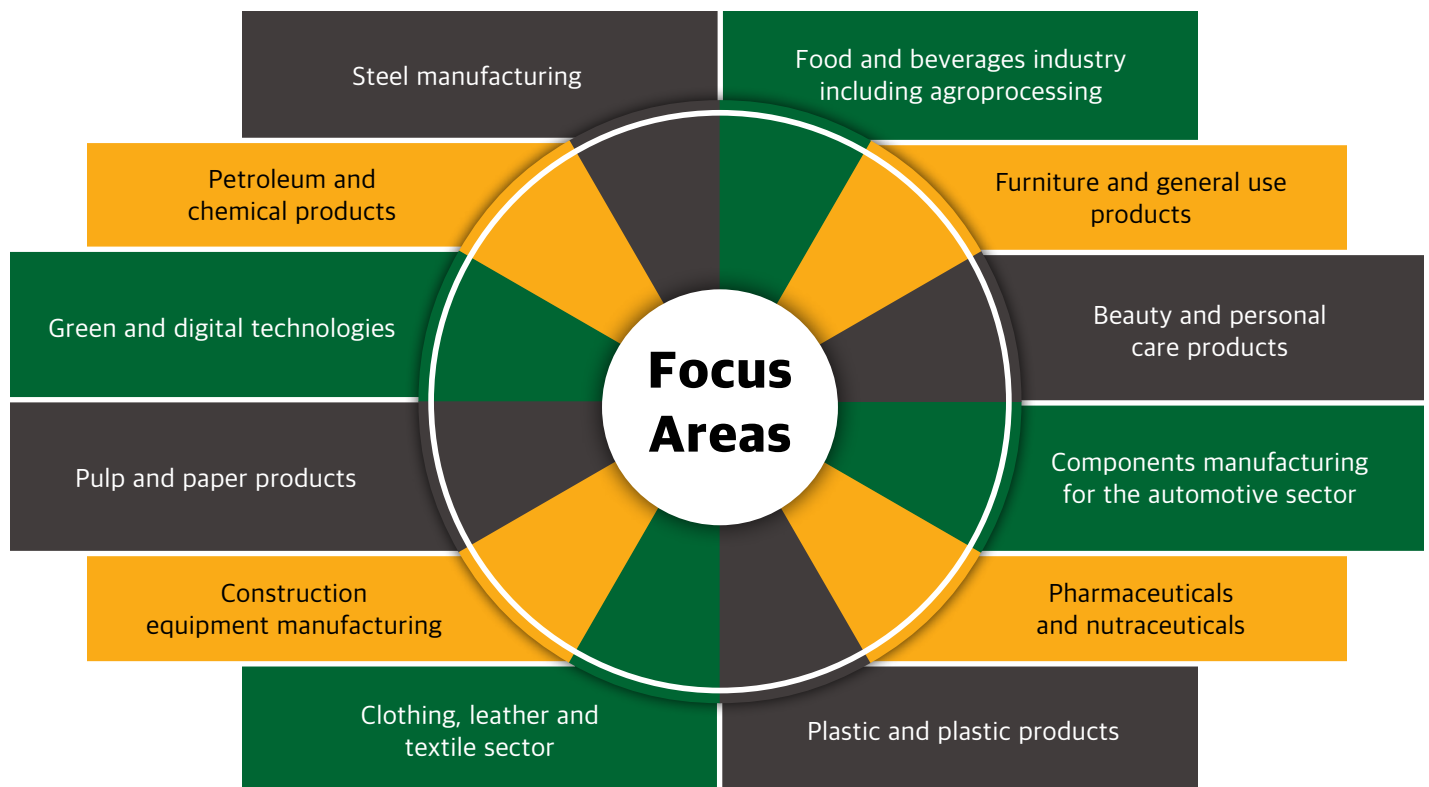 Steel manufacturing
Food and beverages industry
including agroprocessing
Petroleum and
chemical products
Furniture and general use
products
Green and digital technologies
Beauty and personal
care products
Focus
Areas
Pulp and paper products
Components manufacturing
for the automotive sector
Construction
equipment manufacturing
Pharmaceuticals
and nutraceuticals
Clothing, leather and
textile sector
Plastic and plastic products